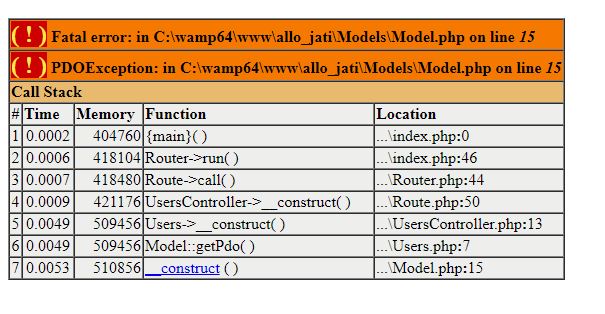 ( ! ) Fatal error: in C:\wamp64\www\allo_jati\Models\Model.php on line 15
( ! ) PDOException: in C:\wamp64\www\allo_jati\Models\Model.php on line 15
Call Stack
# Time Memory Function Location
1 0.0002 404760 {main}( ) ...\index.php:0
2 0.0006 418104 Router->run( ) ...\index.php:46
3 0.0007 418480 Route->call( ) ...\Router.php:44
4 0.0009 421176 UsersController->__construct( ) ...\Route.php:50
5 0.0049 509456 Users->__construct( ) ...\UsersController.php:13
6 0.0049 509456 Model::getPdo( ) ...\Users.php:7
7 0.0053 510856 __construct ( ) ...\Model.php:15